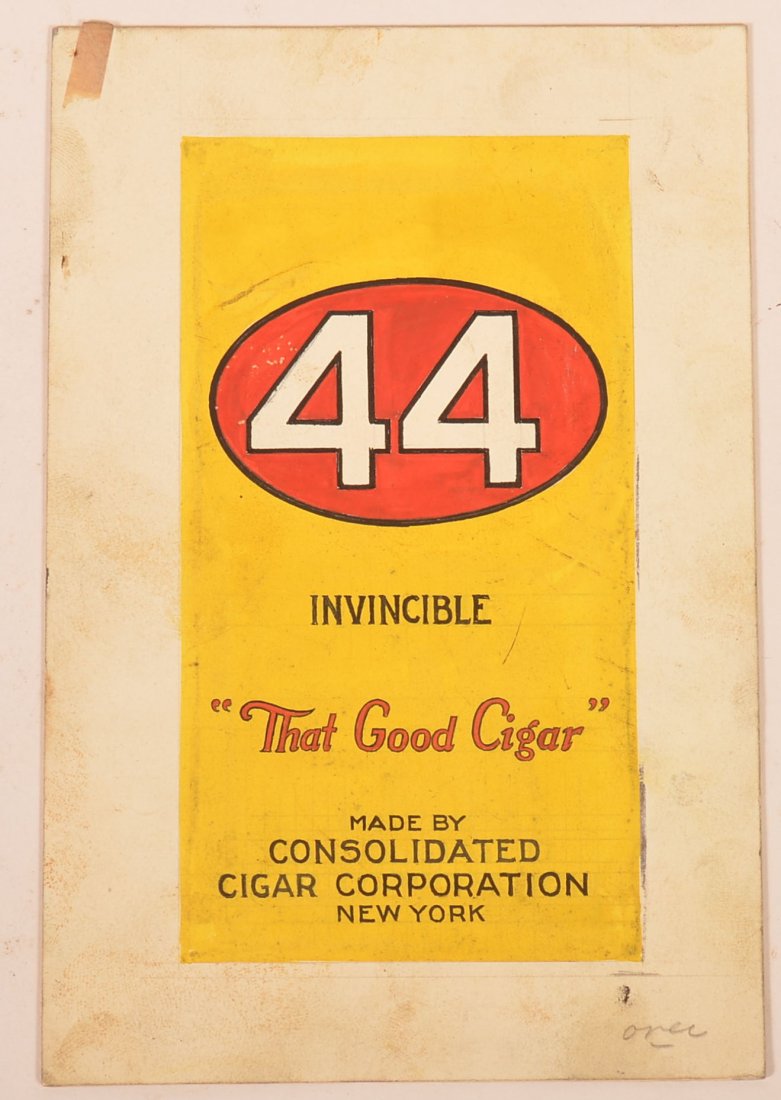 44
INVINCIBLE
"That Good Cigar"
MADE BY
CONSOLIDATED
CIGAR CORPORATION
NEW YORK